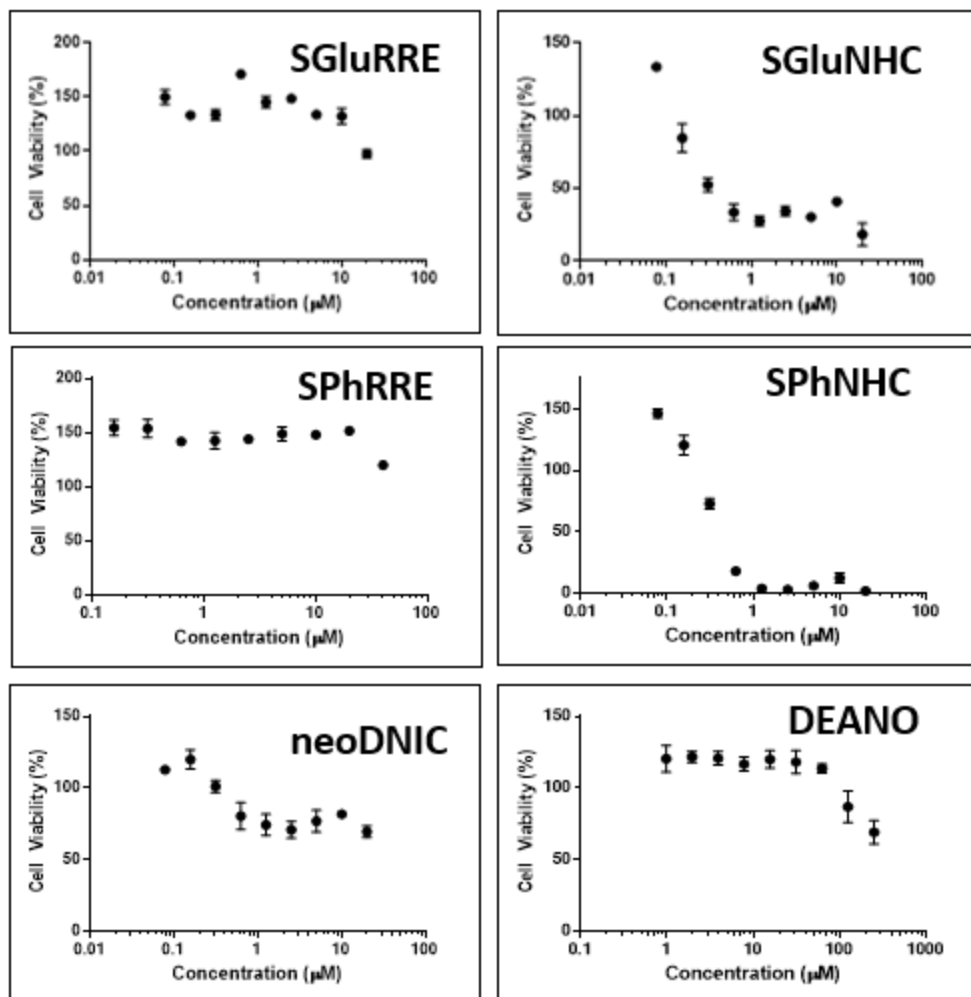 SGluRRE
Cell Viability (%)
200
150
100
50
0
0.01 0.1 1 10 100
Concentration (μM)
SGluNHC
Cell Viability (%)
150
100
50
0
0.01 0.1 1 10 100
Concentration (μM)
SPhRRE
Cell Viability (%)
200
150
100
50
0
0.1 1 10 100
Concentration (μM)
SPhNHC
Cell Viability (%)
150
100
50
0
0.01 0.1 1 10 100
Concentration (μM)
neoDNIC
Cell Viability (%)
150
100
50
0
0.01 0.1 1 10 100
Concentration (μM)
DEANO
Cell Viability (%)
150
100
50
0
0.1 1 10 100 1000
Concentration (μM)